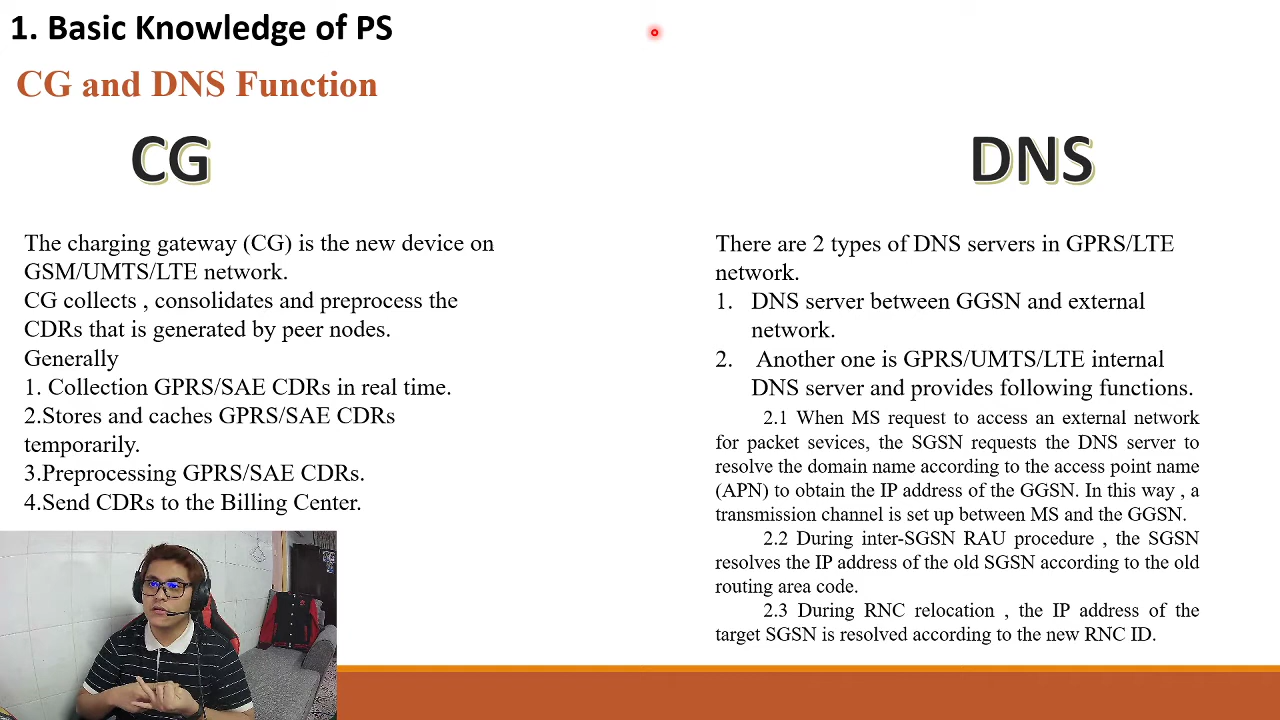 1. Basic Knowledge of PS
CG and DNS Function
CG
The charging gateway (CG) is the new device on
GSM/UMTS/LTE network.
CG collects , consolidates and preprocess the
CDRs that is generated by peer nodes.
Generally
1. Collection GPRS/SAE CDRs in real time.
2.Stores and caches GPRS/SAE CDRs
temporarily.
3.Preprocessing GPRS/SAE CDRs.
4.Send CDRs to the Billing Center.
DNS
There are 2 types of DNS servers in GPRS/LTE
network.
1. DNS server between GGSN and external
network.
2. Another one is GPRS/UMTS/LTE internal
DNS server and provides following functions.
2.1 When MS request to access an external network
for packet sevices, the SGSN requests the DNS server to
resolve the domain name according to the access point name
(APN) to obtain the IP address of the GGSN. In this way , a
transmission channel is set up between MS and the GGSN.
2.2 During inter-SGSN RAU procedure , the SGSN
resolves the IP address of the old SGSN according to the old
routing area code.
2.3 During RNC relocation , the IP address of the
target SGSN is resolved according to the new RNC ID.